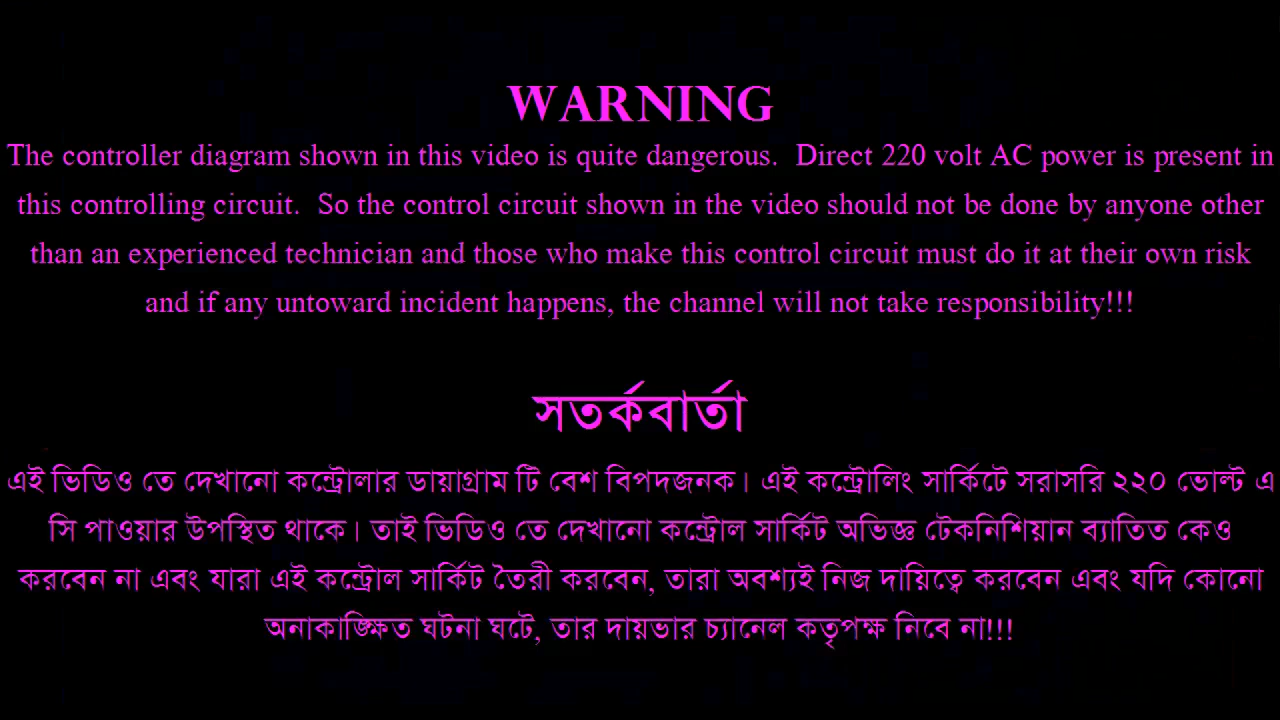 WARNING
The controller diagram shown in this video is quite dangerous.  Direct 220 volt AC power is present in
this controlling circuit.  So the control circuit shown in the video should not be done by anyone other
than an experienced technician and those who make this control circuit must do it at their own risk
and if any untoward incident happens, the channel will not take responsibility!!!
সতর্কবার্তা
এই ভিডিও তে দেখানো কন্ট্রোলার ডায়াগ্রাম টি বেশ বিপদজনক। এই কন্ট্রোলিং সার্কিটে সরাসরি ২২০ ভোল্ট এ
সি পাওয়ার উপস্থিত থাকে। তাই ভিডিও তে দেখানো কন্ট্রোল সার্কিট অভিজ্ঞ টেকনিশিয়ান ব্যাতিত কেও
করবেন না এবং যারা এই কন্ট্রোল সার্কিট তৈরী করবেন, তারা অবশ্যই নিজ দায়িত্বে করবেন এবং যদি কোনো
অনাকাঙ্ক্ষিত ঘটনা ঘটে, তার দায়ভার চ্যানেল কতৃপক্ষ নিবে না!!!